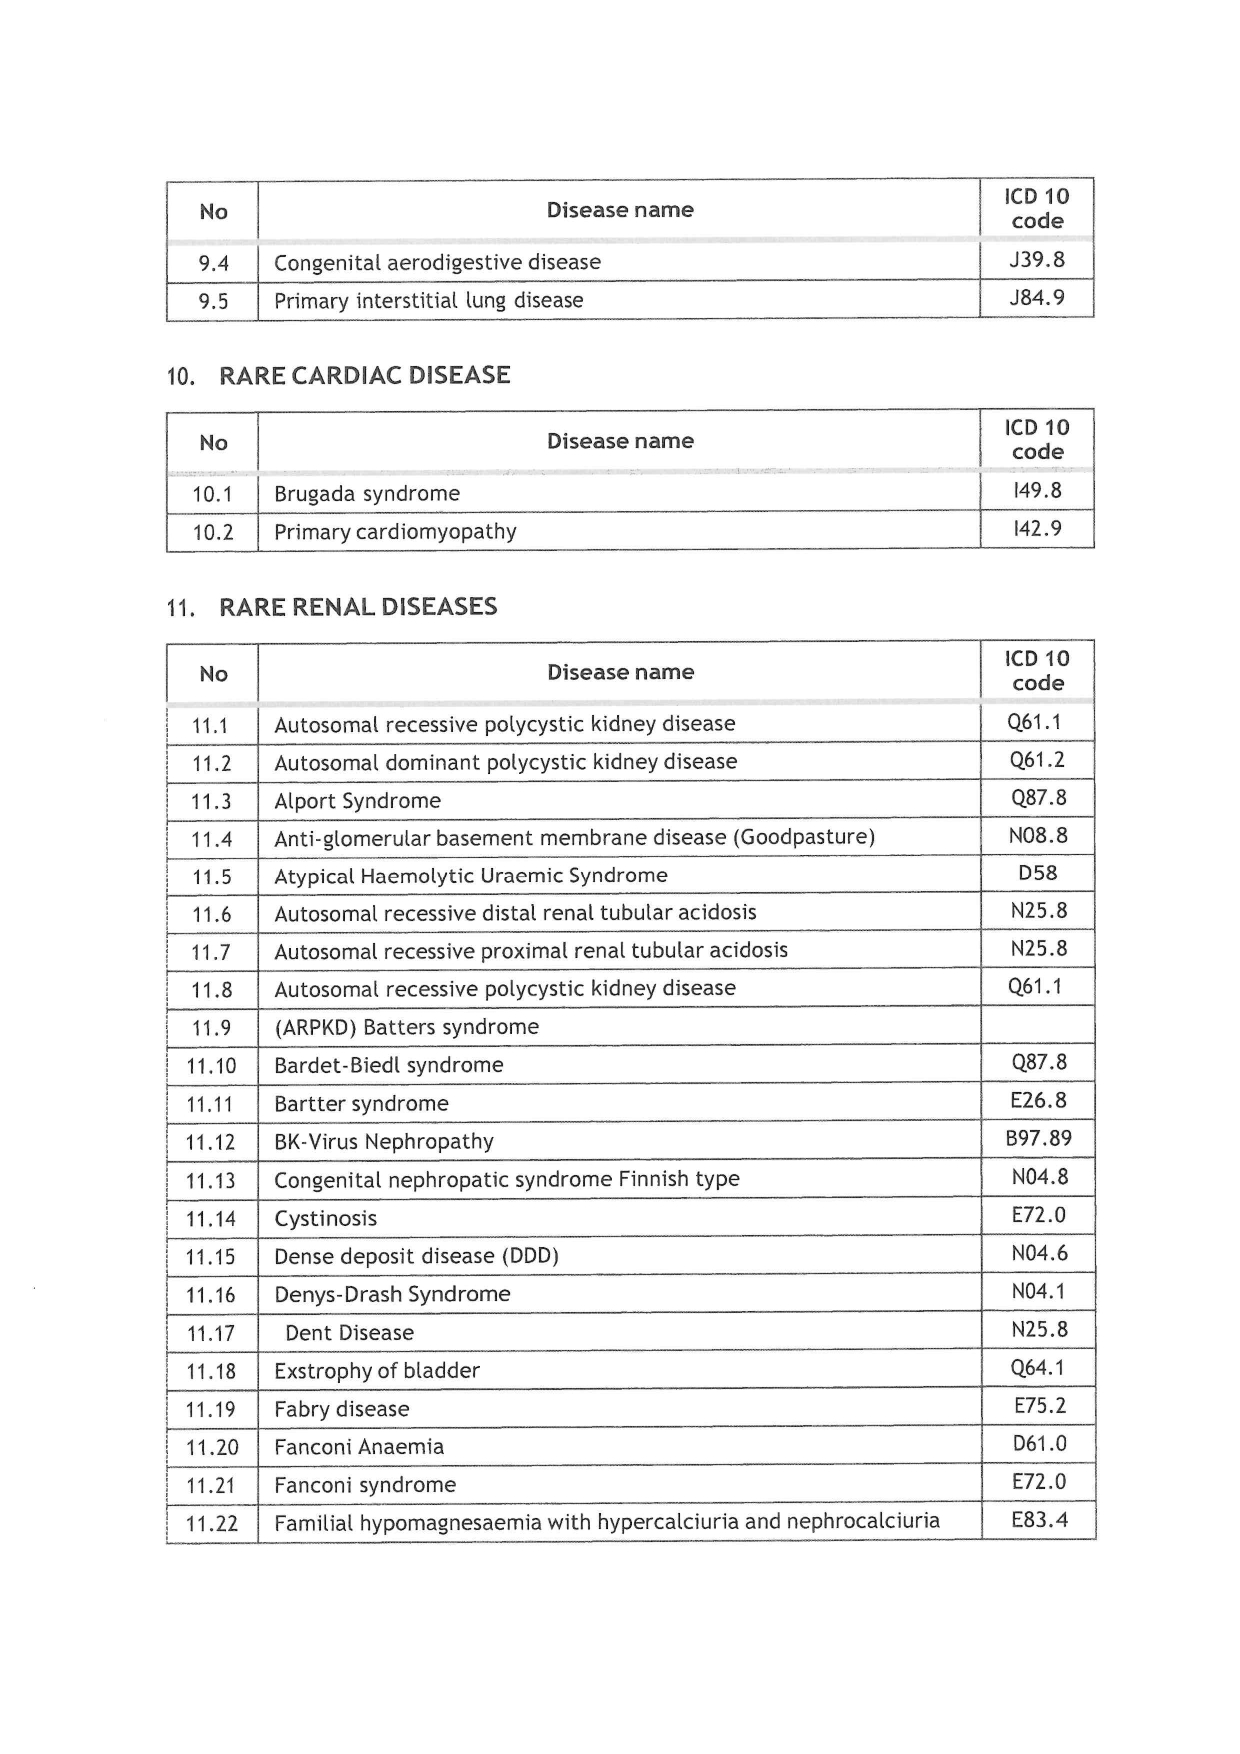 No Disease name ICD 10 code
9.4 Congenital aerodigestive disease J39.8
9.5 Primary interstitial lung disease J84.9
10. RARE CARDIAC DISEASE
No Disease name ICD 10 code
10.1 Brugada syndrome I49.8
10.2 Primary cardiomyopathy I42.9
11. RARE RENAL DISEASES
No Disease name ICD 10 code
11.1 Autosomal recessive polycystic kidney disease Q61.1
11.2 Autosomal dominant polycystic kidney disease Q61.2
11.3 Alport Syndrome Q87.8
11.4 Anti-glomerular basement membrane disease (Goodpasture) N08.8
11.5 Atypical Haemolytic Uraemic Syndrome D58
11.6 Autosomal recessive distal renal tubular acidosis N25.8
11.7 Autosomal recessive proximal renal tubular acidosis N25.8
11.8 Autosomal recessive polycystic kidney disease Q61.1
11.9 (ARPKD) Batters syndrome
11.10 Bardet-Biedl syndrome Q87.8
11.11 Bartter syndrome E26.8
11.12 BK-Virus Nephropathy B97.89
11.13 Congenital nephropatic syndrome Finnish type N04.8
11.14 Cystinosis E72.0
11.15 Dense deposit disease (DDD) N04.6
11.16 Denys-Drash Syndrome N04.1
11.17 Dent Disease N25.8
11.18 Exstrophy of bladder Q64.1
11.19 Fabry disease E75.2
11.20 Fanconi Anaemia D61.0
11.21 Fanconi syndrome E72.0
11.22 Familial hypomagnesaemia with hypercalciuria and nephrocalciuria E83.4